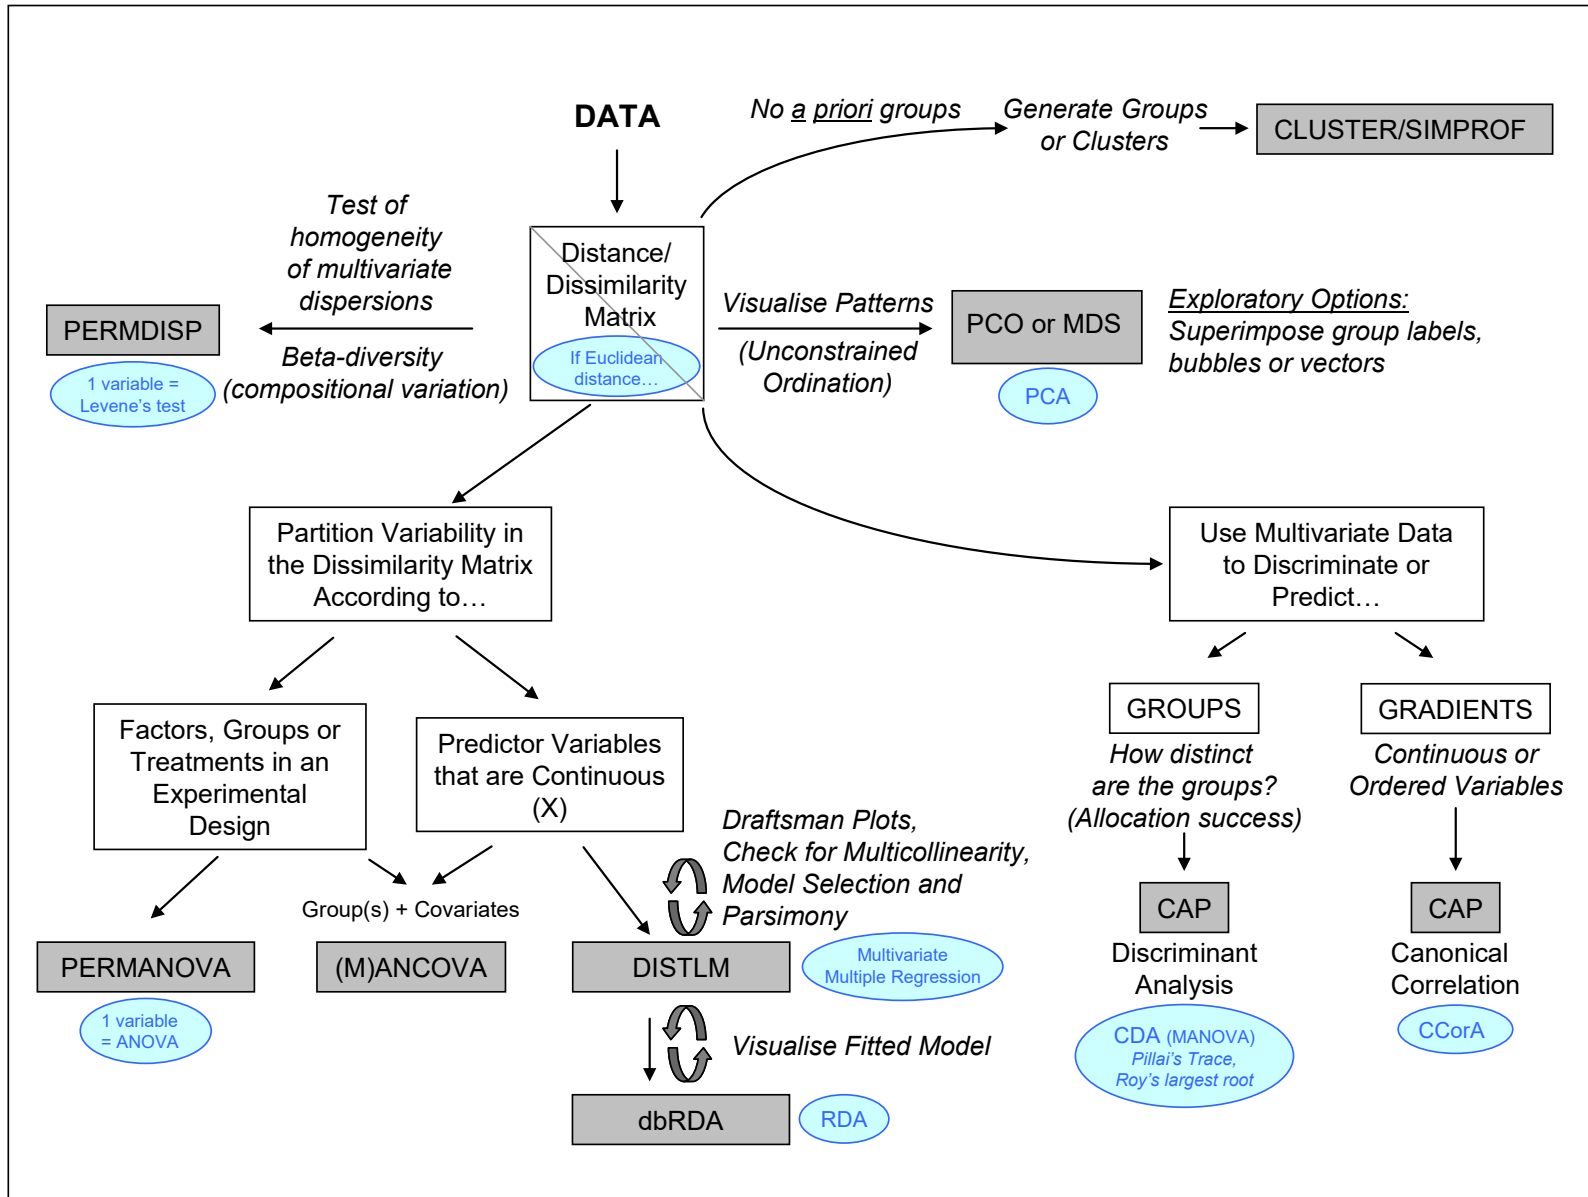 DATA
No a priori groups
Generate Groups
or Clusters
CLUSTER/SIMPROF
Test of
homogeneity
of multivariate
dispersions
PERMDISP
1 variable =
Levene's test
Beta-diversity
(compositional variation)
Distance/
Dissimilarity
Matrix
If Euclidean
distance…
Visualise Patterns
(Unconstrained
Ordination)
PCO or MDS
PCA
Exploratory Options:
Superimpose group labels,
bubbles or vectors
Partition Variability in
the Dissimilarity Matrix
According to…
Use Multivariate Data
to Discriminate or
Predict…
Factors, Groups or
Treatments in an
Experimental
Design
Predictor Variables
that are Continuous
(X)
GROUPS
How distinct
are the groups?
(Allocation success)
GRADIENTS
Continuous or
Ordered Variables
Draftsman Plots,
Check for Multicollinearity,
Model Selection and
Parsimony
Group(s) + Covariates
PERMANOVA
1 variable
= ANOVA
(M)ANCOVA
DISTLM
Multivariate
Multiple Regression
Visualise Fitted Model
dbRDA
RDA
CAP
Discriminant
Analysis
CDA (MANOVA)
Pillai's Trace,
Roy's largest root
CAP
Canonical
Correlation
CCorA